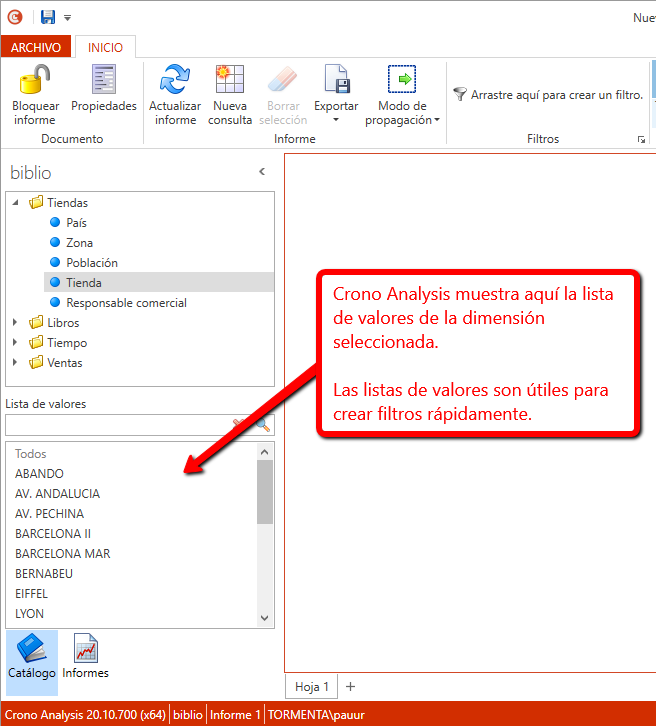 Nue
ARCHIVO
INICIO
Bloquear informe
Propiedades
Documento
Actualizar informe
Nueva consulta
Borrar selección
Exportar
Modo de propagación
Informe
Arrastre aquí para crear un filtro.
Filtros
biblio
Tiendas
País
Zona
Población
Tienda
Responsable comercial
Libros
Tiempo
Ventas
Lista de valores
Todos
ABANDO
AV. ANDALUCIA
AV. PECHINA
BARCELONA II
BARCELONA MAR
BERNABEU
EIFFEL
LYON
Catálogo
Informes
Crono Analysis muestra aquí la lista
de valores de la dimensión
seleccionada.
Las listas de valores son útiles para
crear filtros rápidamente.
Hoja 1
Crono Analysis 20.10.700 (x64)
biblio
Informe 1
TORMENTA\pauur